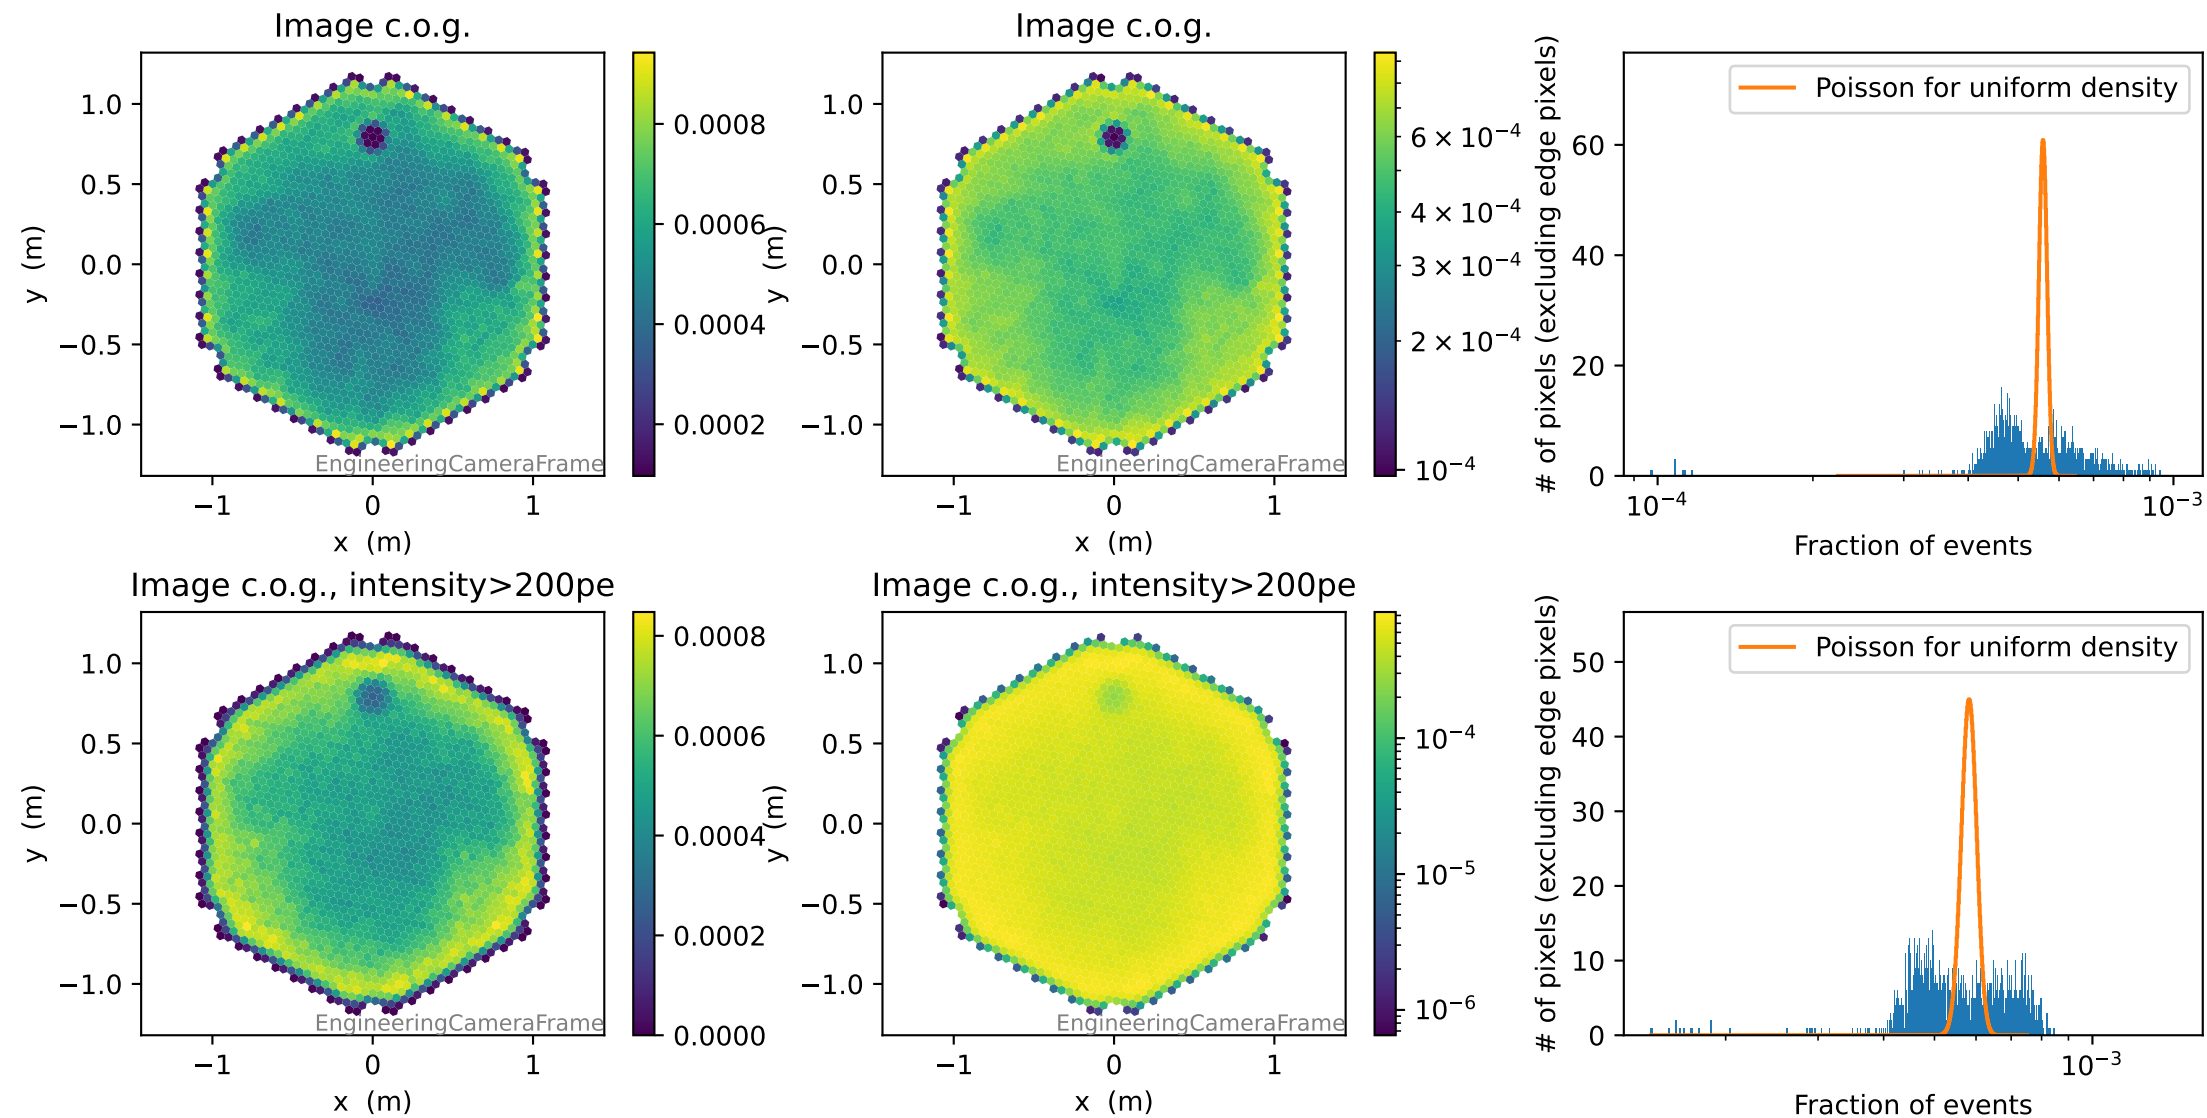 Image c.o.g.
1.0
0.5
0.0
−0.5
−1.0
y (m)
−1 0 1
x (m)
EngineeringCameraFrame
0.0008
0.0006
0.0004
0.0002
Image c.o.g.
1.0
0.5
0.0
−0.5
−1.0
y (m)
−1 0 1
x (m)
EngineeringCameraFrame
6 × 10⁻⁴
4 × 10⁻⁴
3 × 10⁻⁴
2 × 10⁻⁴
10⁻⁴
# of pixels (excluding edge pixels)
60
40
20
0
Poisson for uniform density
10⁻⁴ 10⁻³
Fraction of events
Image c.o.g., intensity>200pe
1.0
0.5
0.0
−0.5
−1.0
y (m)
−1 0 1
x (m)
EngineeringCameraFrame
0.0008
0.0006
0.0004
0.0002
0.0000
Image c.o.g., intensity>200pe
1.0
0.5
0.0
−0.5
−1.0
y (m)
−1 0 1
x (m)
EngineeringCameraFrame
10⁻⁴
10⁻⁵
10⁻⁶
# of pixels (excluding edge pixels)
50
40
30
20
10
0
Poisson for uniform density
10⁻³
Fraction of events